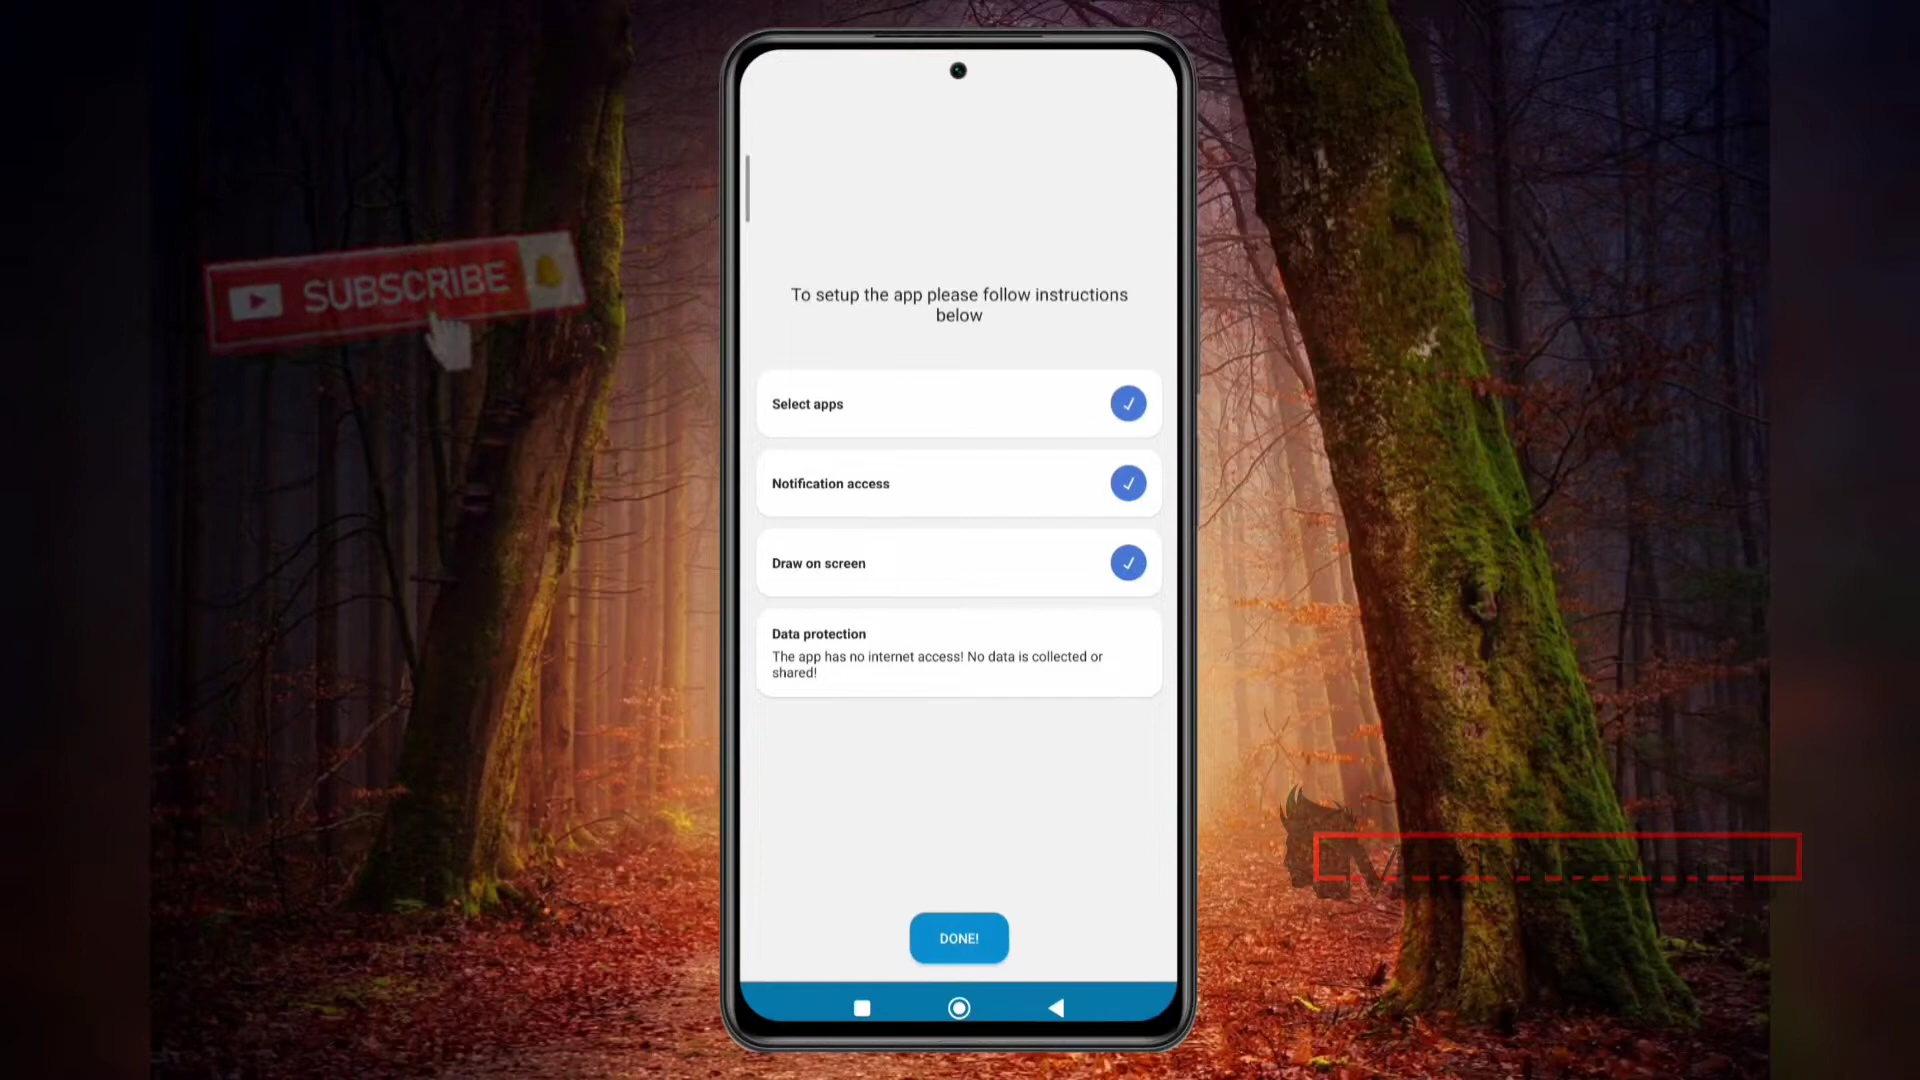 SUBSCRIBE
To setup the app please follow instructions
below
Select apps
Notification access
Draw on screen
Data protection
The app has no internet access! No data is collected or
shared!
DONE!